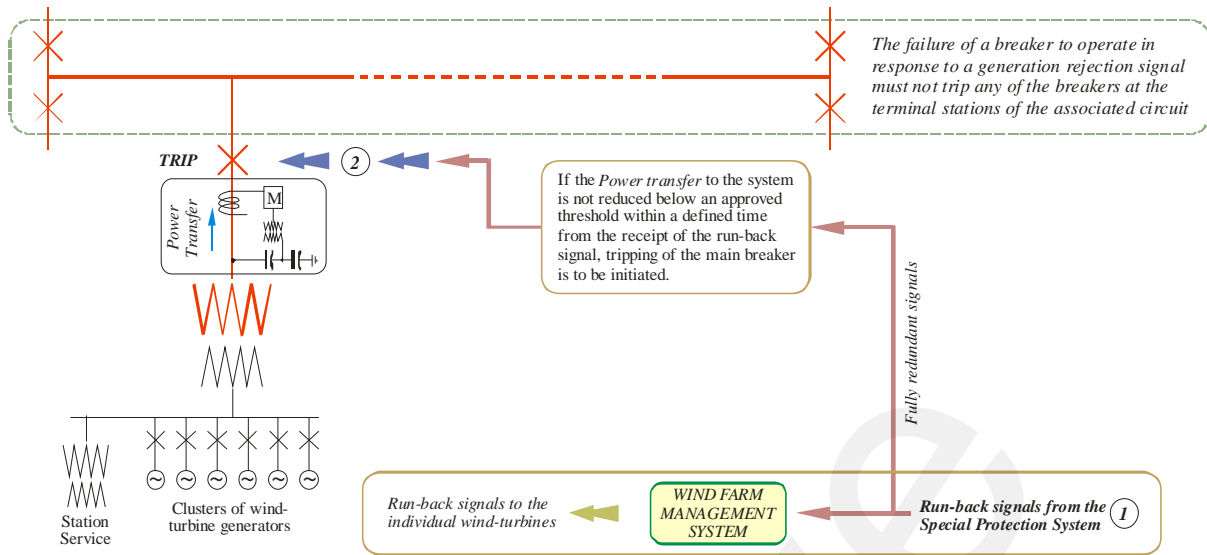 The failure of a breaker to operate in
response to a generation rejection signal
must not trip any of the breakers at the
terminal stations of the associated circuit
TRIP
2
If the Power transfer to the system
is not reduced below an approved
threshold within a defined time
from the receipt of the run-back
signal, tripping of the main breaker
is to be initiated.
M
Power
Transfer
Fully redundant signals
Station
Service
Clusters of wind-
turbine generators
Run-back signals to the
individual wind-turbines
WIND FARM
MANAGEMENT
SYSTEM
Run-back signals from the
Special Protection System
1